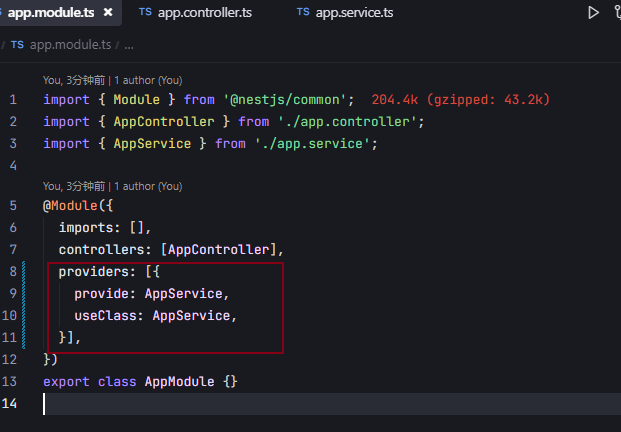 app.module.ts × TS app.controller.ts TS app.service.ts
/ TS app.module.ts / ...
You, 3分钟前 | 1 author (You)
1 import { Module } from '@nestjs/common'; 204.4k (gzipped: 43.2k)
2 import { AppController } from './app.controller';
3 import { AppService } from './app.service';
4
You, 3分钟前 | 1 author (You)
5 @Module({
6 imports: [],
7 controllers: [AppController],
8 providers: [{
9 provide: AppService,
10 useClass: AppService,
11 }],
12 })
13 export class AppModule {}
14